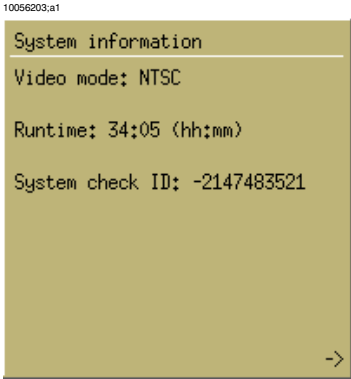 10056203;a1
System information
Video mode: NTSC
Runtime: 34:05 (hh:mm)
System check ID: -2147483521
->